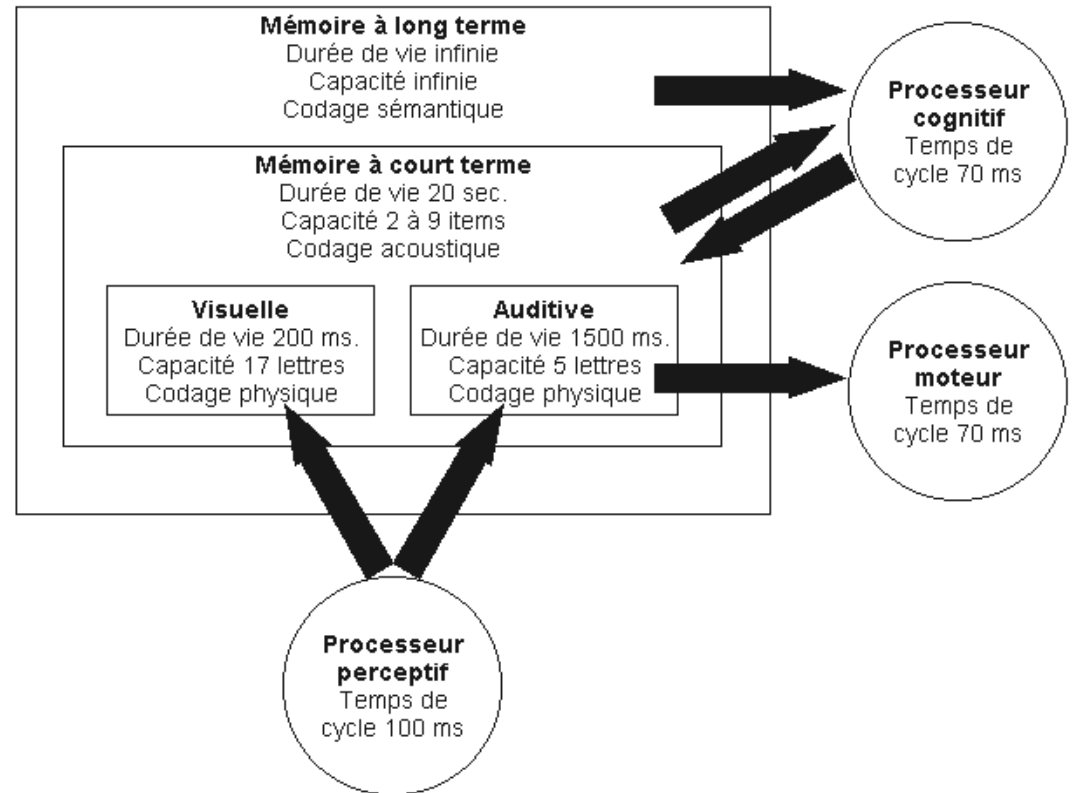 Mémoire à long terme
Durée de vie infinie
Capacité infinie
Codage sémantique
Mémoire à court terme
Durée de vie 20 sec.
Capacité 2 à 9 items
Codage acoustique
Visuelle
Durée de vie 200 ms.
Capacité 17 lettres
Codage physique
Auditive
Durée de vie 1500 ms.
Capacité 5 lettres
Codage physique
Processeur
cognitif
Temps de
cycle 70 ms
Processeur
moteur
Temps de
cycle 70 ms
Processeur
perceptif
Temps de
cycle 100 ms